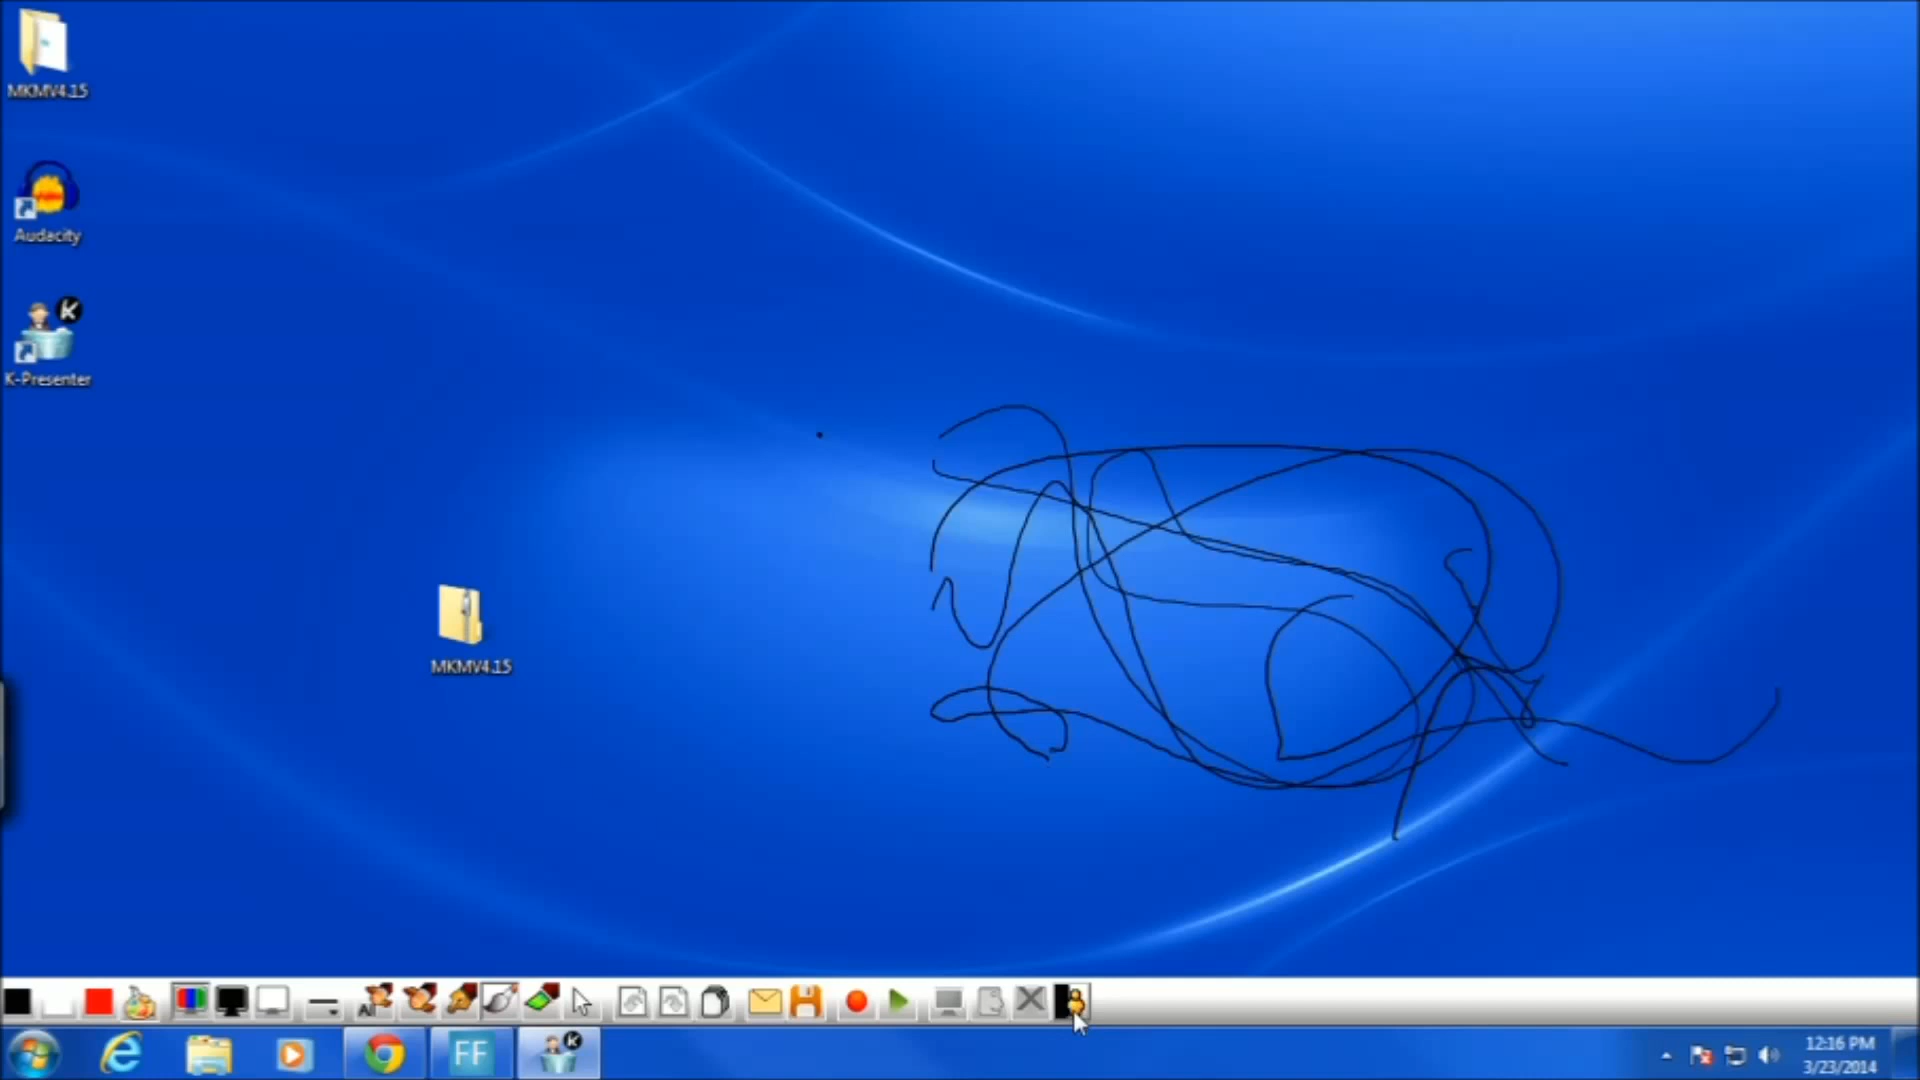 MKMV4.15
Audacity
K
K-Presenter
MKMV4.15
A
FF
K
12:16 PM
3/23/2014